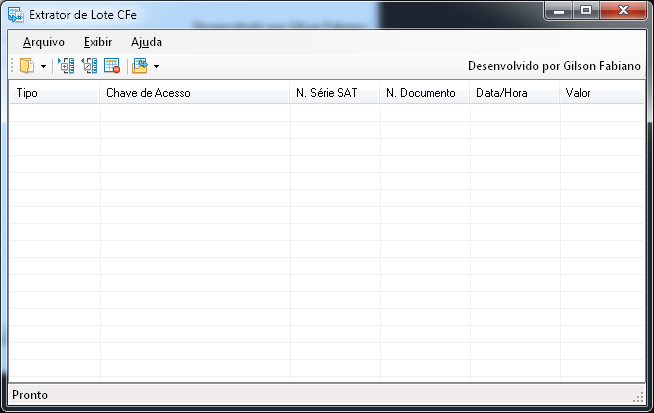 Extrator de Lote CFe
Arquivo Exibir Ajuda
Desenvolvido por Gilson Fabiano
Tipo Chave de Acesso N. Série SAT N. Documento Data/Hora Valor
Pronto